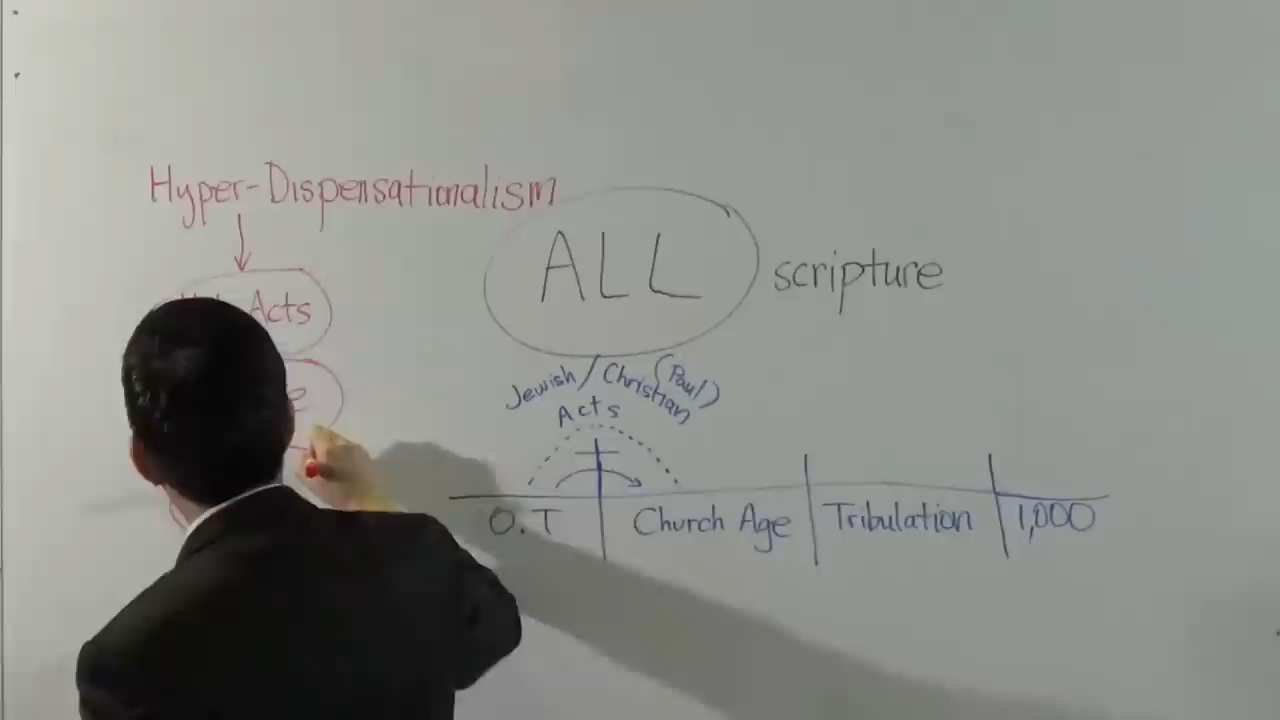 Hyper-Dispensationalism
Acts
ALL scripture
Jewish / Christian (Paul)
Acts
O.T Church Age Tribulation 1,000